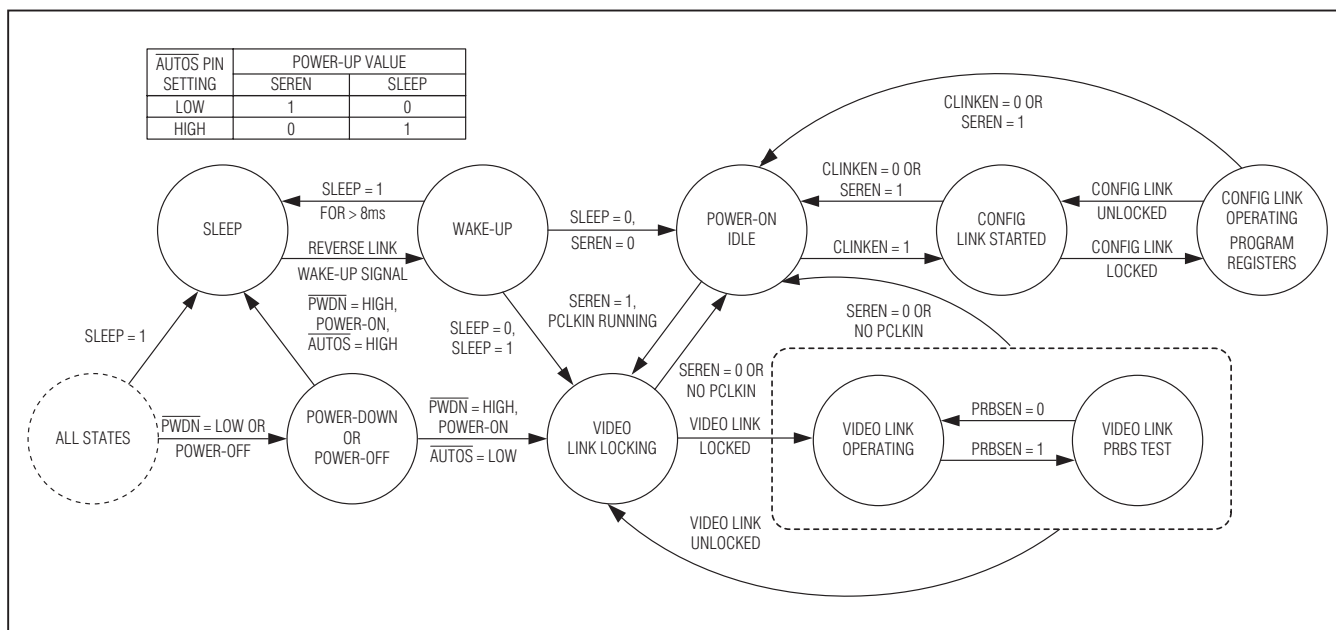 AUTOS PIN
SETTING
POWER-UP VALUE
SEREN
SLEEP
LOW
1
0
HIGH
0
1
CLINKEN = 0 OR
SEREN = 1
SLEEP
SLEEP = 1
FOR > 8ms
REVERSE LINK
WAKE-UP SIGNAL
WAKE-UP
SLEEP = 0,
SEREN = 0
POWER-ON
IDLE
CLINKEN = 0 OR
SEREN = 1
CLINKEN = 1
CONFIG
LINK STARTED
CONFIG LINK
UNLOCKED
CONFIG LINK
LOCKED
CONFIG LINK
OPERATING
PROGRAM
REGISTERS
SLEEP = 1
PWDN = HIGH,
POWER-ON,
AUTOS = HIGH
SLEEP = 0,
SLEEP = 1
SEREN = 1,
PCLKIN RUNNING
SEREN = 0 OR
NO PCLKIN
SEREN = 0 OR
NO PCLKIN
ALL STATES
PWDN = LOW OR
POWER-OFF
POWER-DOWN
OR
POWER-OFF
PWDN = HIGH,
POWER-ON
AUTOS = LOW
VIDEO
LINK LOCKING
VIDEO LINK
LOCKED
VIDEO LINK
OPERATING
PRBSEN = 0
PRBSEN = 1
VIDEO LINK
PRBS TEST
VIDEO LINK
UNLOCKED